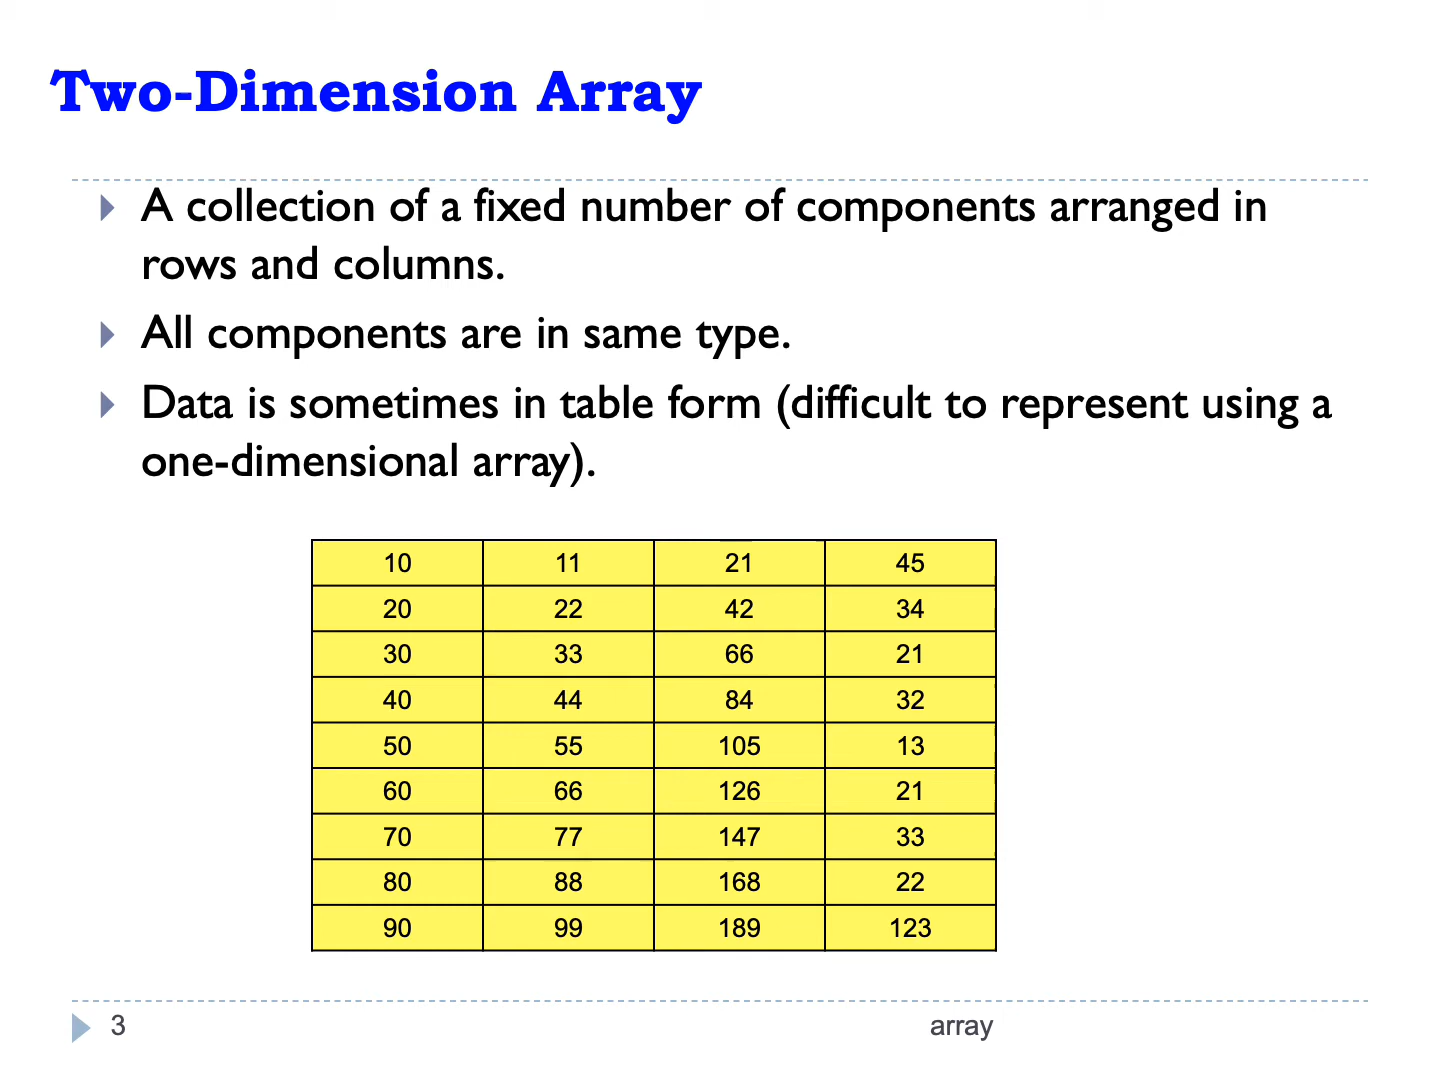 Two-Dimension Array
A collection of a fixed number of components arranged in
rows and columns.
All components are in same type.
Data is sometimes in table form (difficult to represent using a
one-dimensional array).
10 11 21 45
20 22 42 34
30 33 66 21
40 44 84 32
50 55 105 13
60 66 126 21
70 77 147 33
80 88 168 22
90 99 189 123
3 array